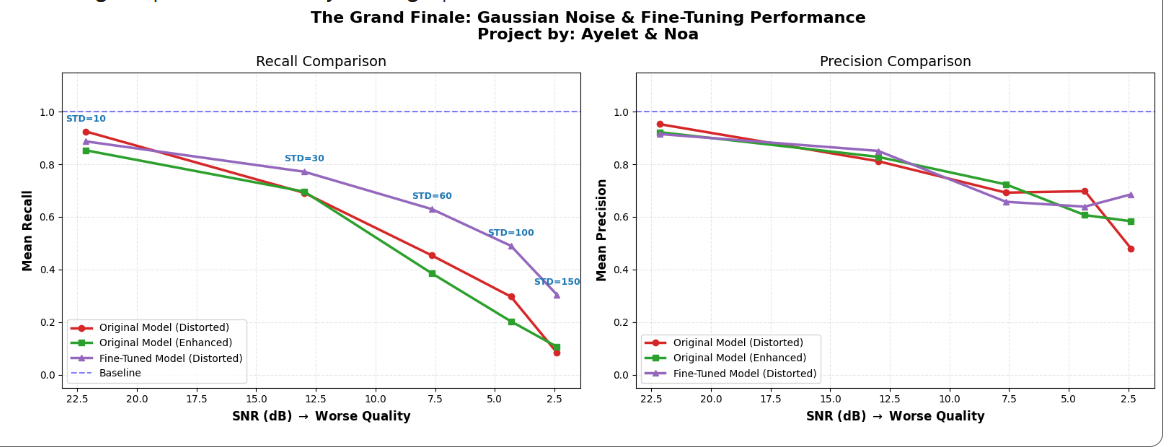 The Grand Finale: Gaussian Noise & Fine-Tuning Performance
Project by: Ayelet & Noa
Recall Comparison
Mean Recall
1.0
0.8
0.6
0.4
0.2
0.0
STD=10
STD=30
STD=60
STD=100
STD=150
Original Model (Distorted)
Original Model (Enhanced)
Fine-Tuned Model (Distorted)
Baseline
22.5 20.0 17.5 15.0 12.5 10.0 7.5 5.0 2.5
SNR (dB) → Worse Quality
Precision Comparison
Mean Precision
1.0
0.8
0.6
0.4
0.2
0.0
Original Model (Distorted)
Original Model (Enhanced)
Fine-Tuned Model (Distorted)
22.5 20.0 17.5 15.0 12.5 10.0 7.5 5.0 2.5
SNR (dB) → Worse Quality